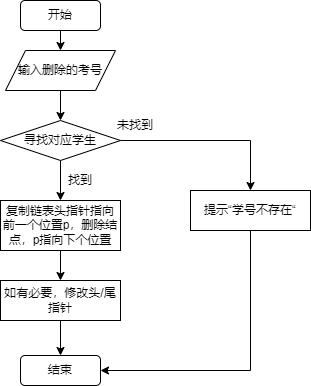 开始
输入删除的考号
寻找对应学生
未找到
找到
复制链表头指针指向
前一个位置p，删除结
点，p指向下个位置
提示“学号不存在“
如有必要，修改头/尾
指针
结束